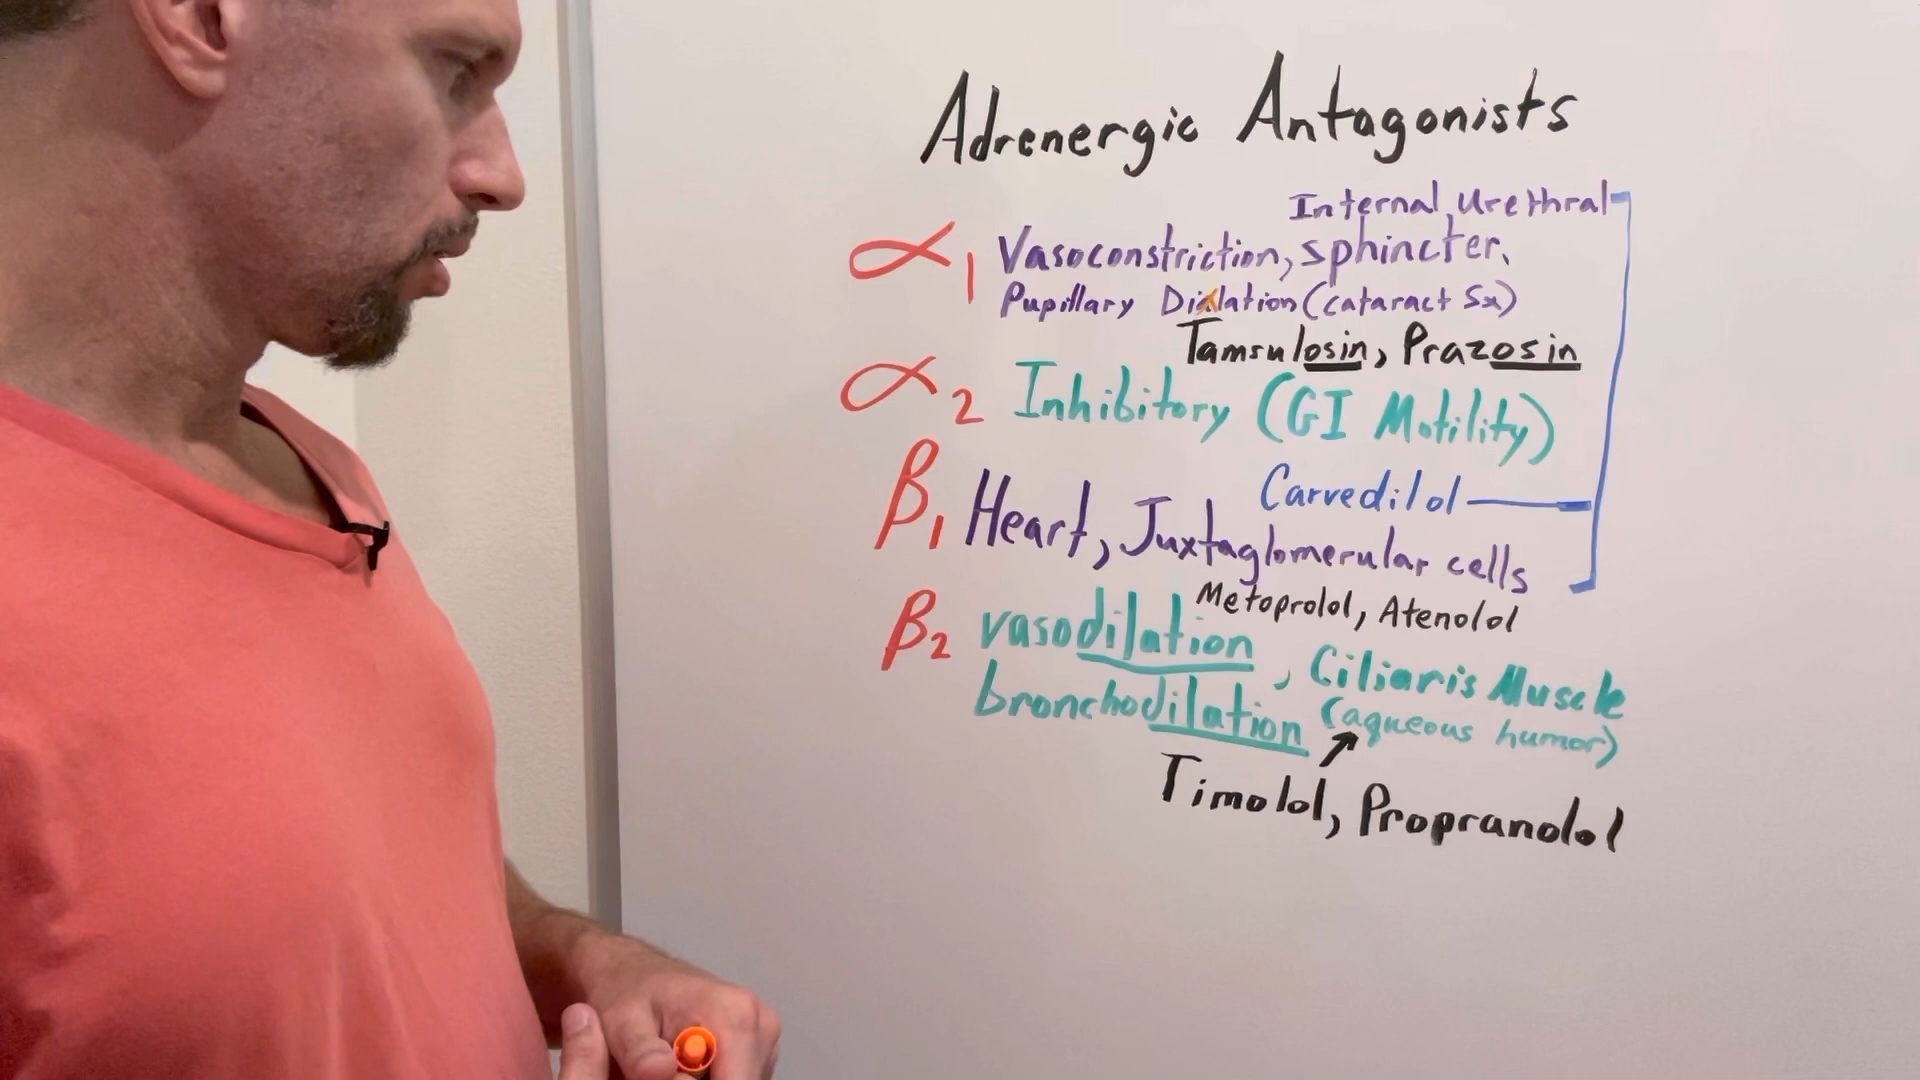 Adrenergic Antagonists
Internal Urethral
α1 Vasoconstriction, sphincter,
Pupillary Dialation (cataract Sx)
Tamsulosin, Prazosin
α2 Inhibitory (GI Motility)
Carvedilol
β1 Heart, Juxtaglomerular cells
Metoprolol, Atenolol
β2 vasodilation, Ciliaris Muscle
bronchodilation (aqueous humor)
Timolol, Propranolol